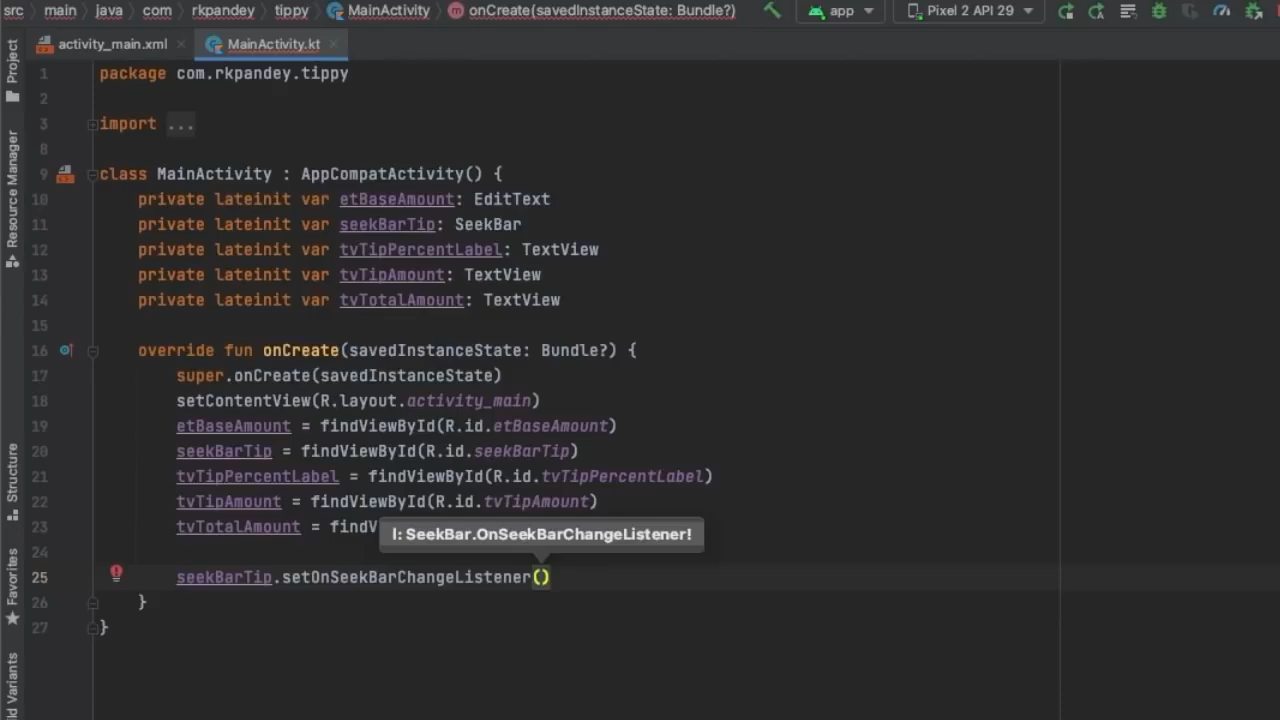 src main java com rkpandey tippy MainActivity onCreate(savedInstanceState: Bundle?) app Pixel 2 API 29
activity_main.xml MainActivity.kt
Project
Resource Manager
Structure
Favorites
ld Variants
1 package com.rkpandey.tippy
2
3 import ...
8
9 class MainActivity : AppCompatActivity() {
10 private lateinit var etBaseAmount: EditText
11 private lateinit var seekBarTip: SeekBar
12 private lateinit var tvTipPercentLabel: TextView
13 private lateinit var tvTipAmount: TextView
14 private lateinit var tvTotalAmount: TextView
15
16 override fun onCreate(savedInstanceState: Bundle?) {
17 super.onCreate(savedInstanceState)
18 setContentView(R.layout.activity_main)
19 etBaseAmount = findViewById(R.id.etBaseAmount)
20 seekBarTip = findViewById(R.id.seekBarTip)
21 tvTipPercentLabel = findViewById(R.id.tvTipPercentLabel)
22 tvTipAmount = findViewById(R.id.tvTipAmount)
23 tvTotalAmount = findV
l: SeekBar.OnSeekBarChangeListener!
24
25 seekBarTip.setOnSeekBarChangeListener()
26 }
27 }